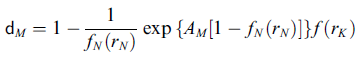 d_M = 1 - \frac{1}{f_N(r_N)} \exp \{A_M[1 - f_N(r_N)]\} f(r_K)